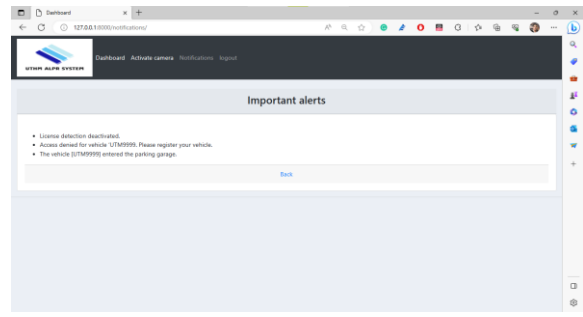 Dashboard
127.0.0.1:8000/notifications/
UTHM ALPR SYSTEM
Dashboard Activate camera Notifications logout
Important alerts
License detection deactivated.
Access denied for vehicle 'UTM9999. Please register your vehicle.
The vehicle [UTM9999] entered the parking garage.
Back